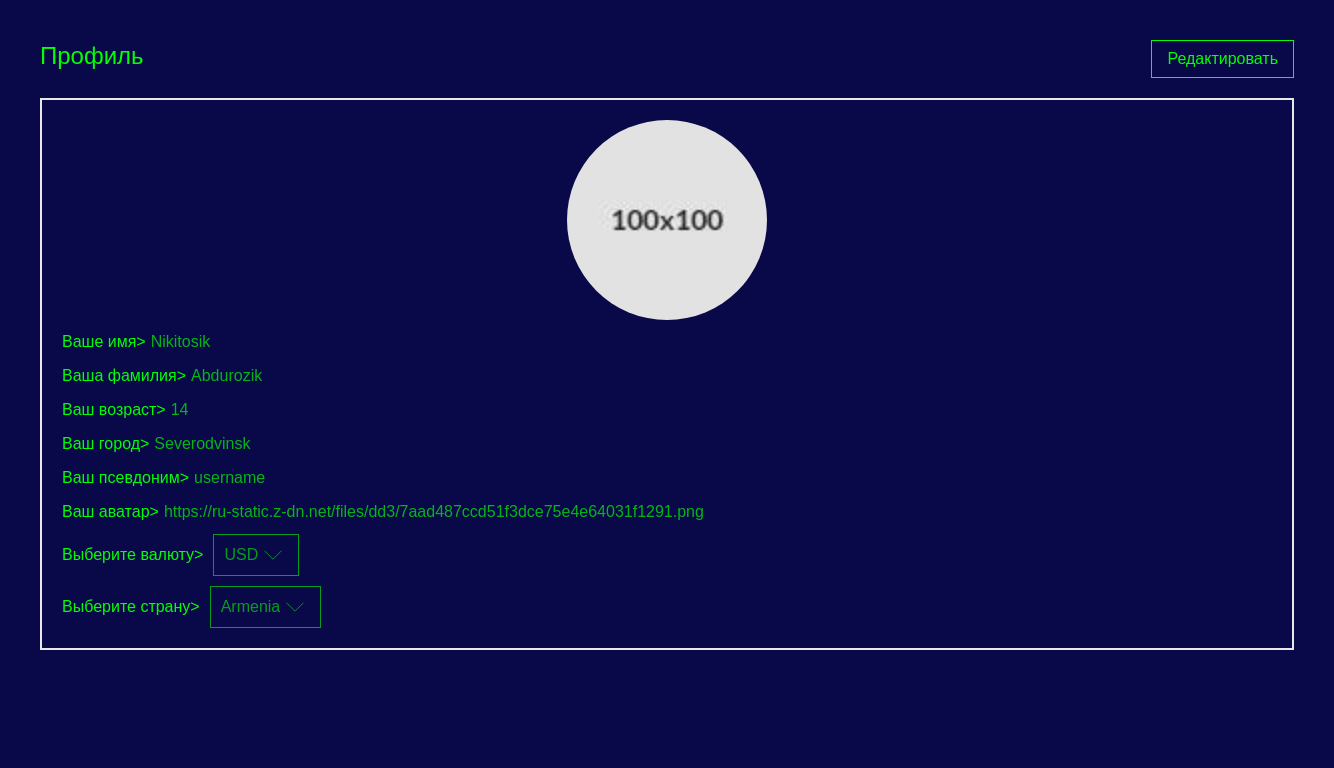 Профиль
Редактировать
100x100
Ваше имя> Nikitosik
Ваша фамилия> Abdurozik
Ваш возраст> 14
Ваш город> Severodvinsk
Ваш псевдоним> username
Ваш аватар> https://ru-static.z-dn.net/files/dd3/7aad487ccd51f3dce75e4e64031f1291.png
Выберите валюту> USD
Выберите страну> Armenia